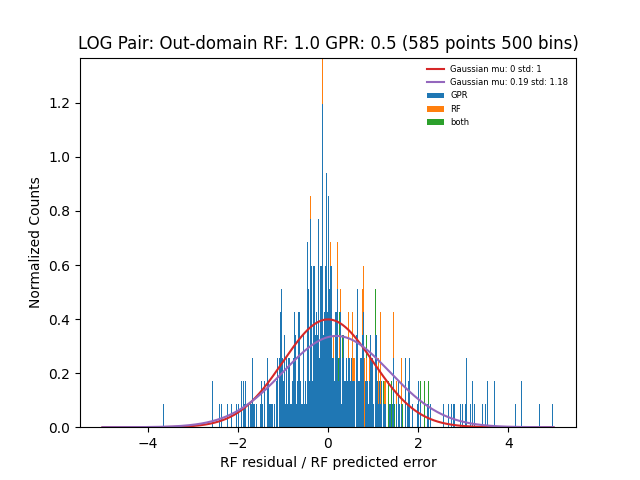 LOG Pair: Out-domain RF: 1.0 GPR: 0.5 (585 points 500 bins)
Gaussian mu: 0 std: 1
Gaussian mu: 0.19 std: 1.18
GPR
RF
both
Normalized Counts
1.2
1.0
0.8
0.6
0.4
0.2
0.0
−4 −2 0 2 4
RF residual / RF predicted error